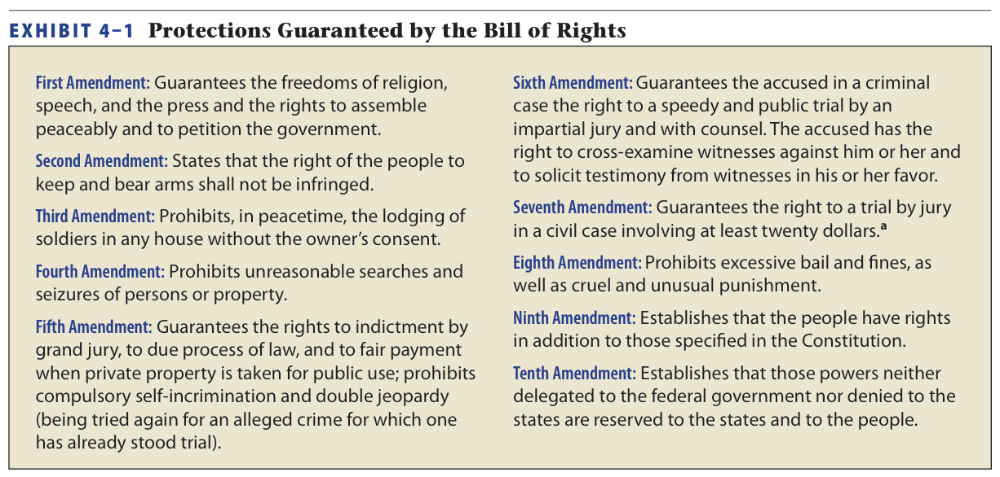 EXHIBIT 4–1 Protections Guaranteed by the Bill of Rights
First Amendment: Guarantees the freedoms of religion,
speech, and the press and the rights to assemble
peaceably and to petition the government.
Second Amendment: States that the right of the people to
keep and bear arms shall not be infringed.
Third Amendment: Prohibits, in peacetime, the lodging of
soldiers in any house without the owner’s consent.
Fourth Amendment: Prohibits unreasonable searches and
seizures of persons or property.
Fifth Amendment: Guarantees the rights to indictment by
grand jury, to due process of law, and to fair payment
when private property is taken for public use; prohibits
compulsory self-incrimination and double jeopardy
(being tried again for an alleged crime for which one
has already stood trial).
Sixth Amendment: Guarantees the accused in a criminal
case the right to a speedy and public trial by an
impartial jury and with counsel. The accused has the
right to cross-examine witnesses against him or her and
to solicit testimony from witnesses in his or her favor.
Seventh Amendment: Guarantees the right to a trial by jury
in a civil case involving at least twenty dollars.a
Eighth Amendment: Prohibits excessive bail and fines, as
well as cruel and unusual punishment.
Ninth Amendment: Establishes that the people have rights
in addition to those specified in the Constitution.
Tenth Amendment: Establishes that those powers neither
delegated to the federal government nor denied to the
states are reserved to the states and to the people.